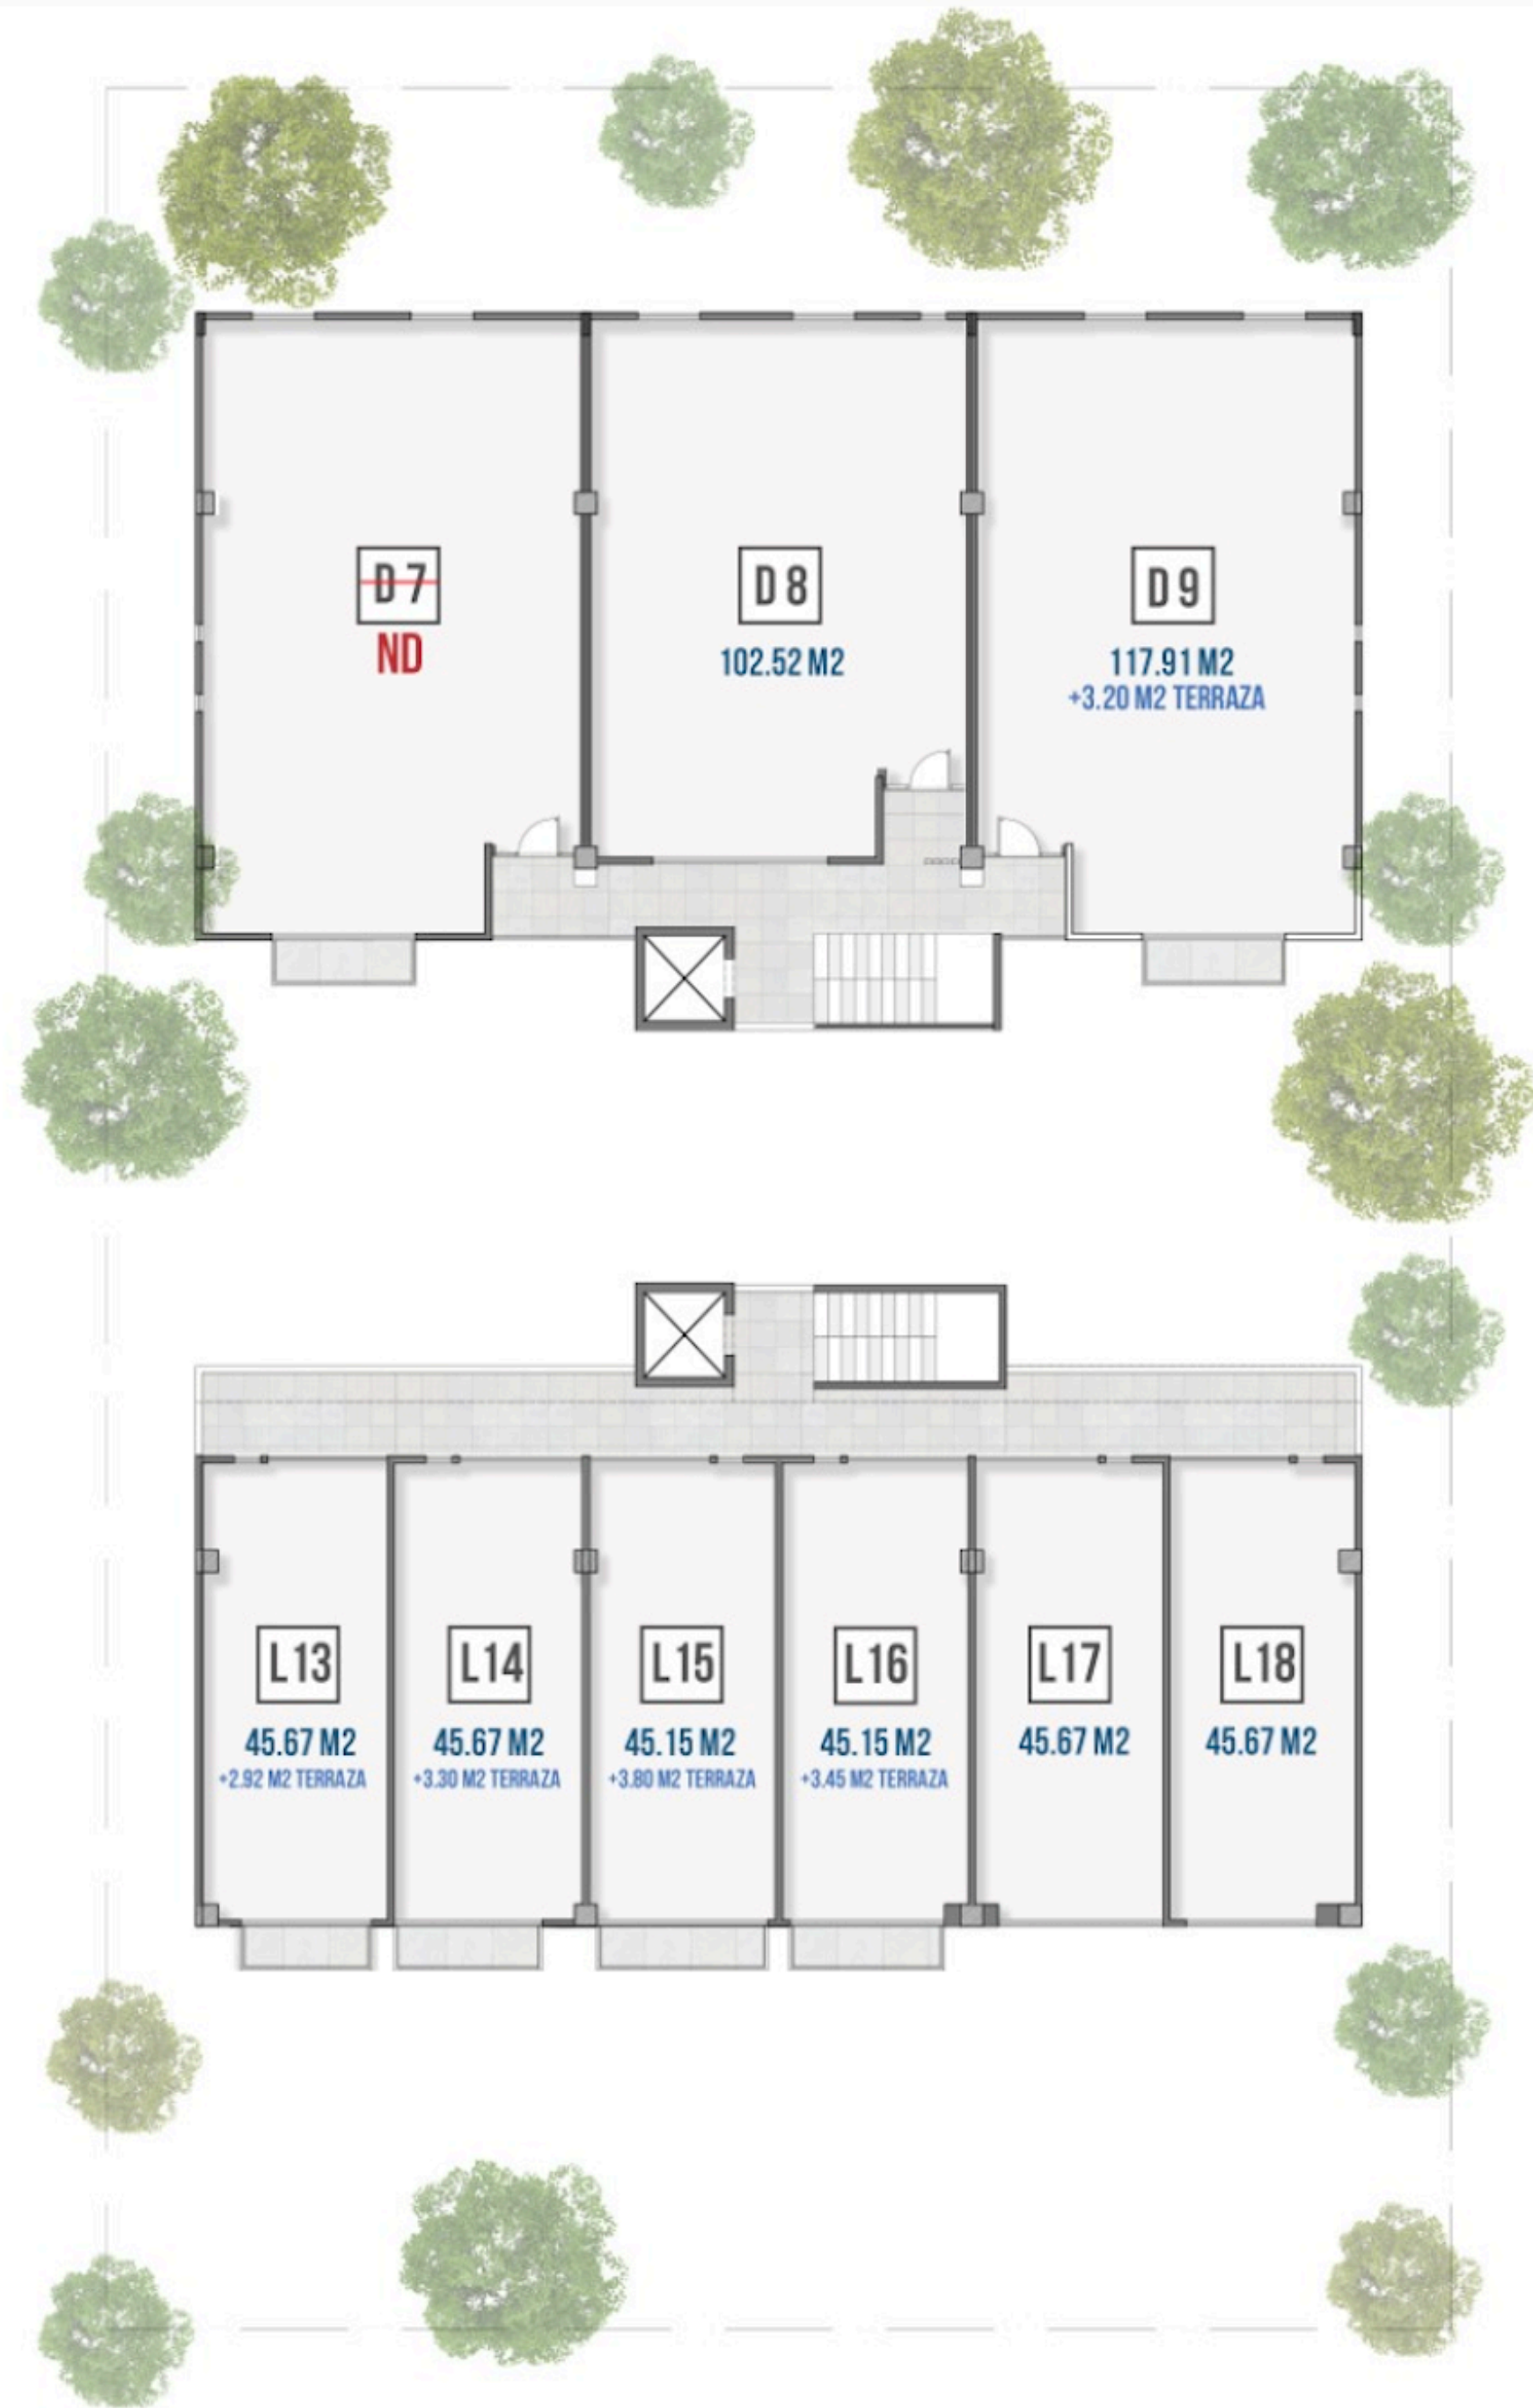 D 7
ND
D 8
102.52 M2
D 9
117.91 M2
+3.20 M2 TERRAZA
L13
45.67 M2
+2.92 M2 TERRAZA
L14
45.67 M2
+3.30 M2 TERRAZA
L15
45.15 M2
+3.80 M2 TERRAZA
L16
45.15 M2
+3.45 M2 TERRAZA
L17
45.67 M2
L18
45.67 M2